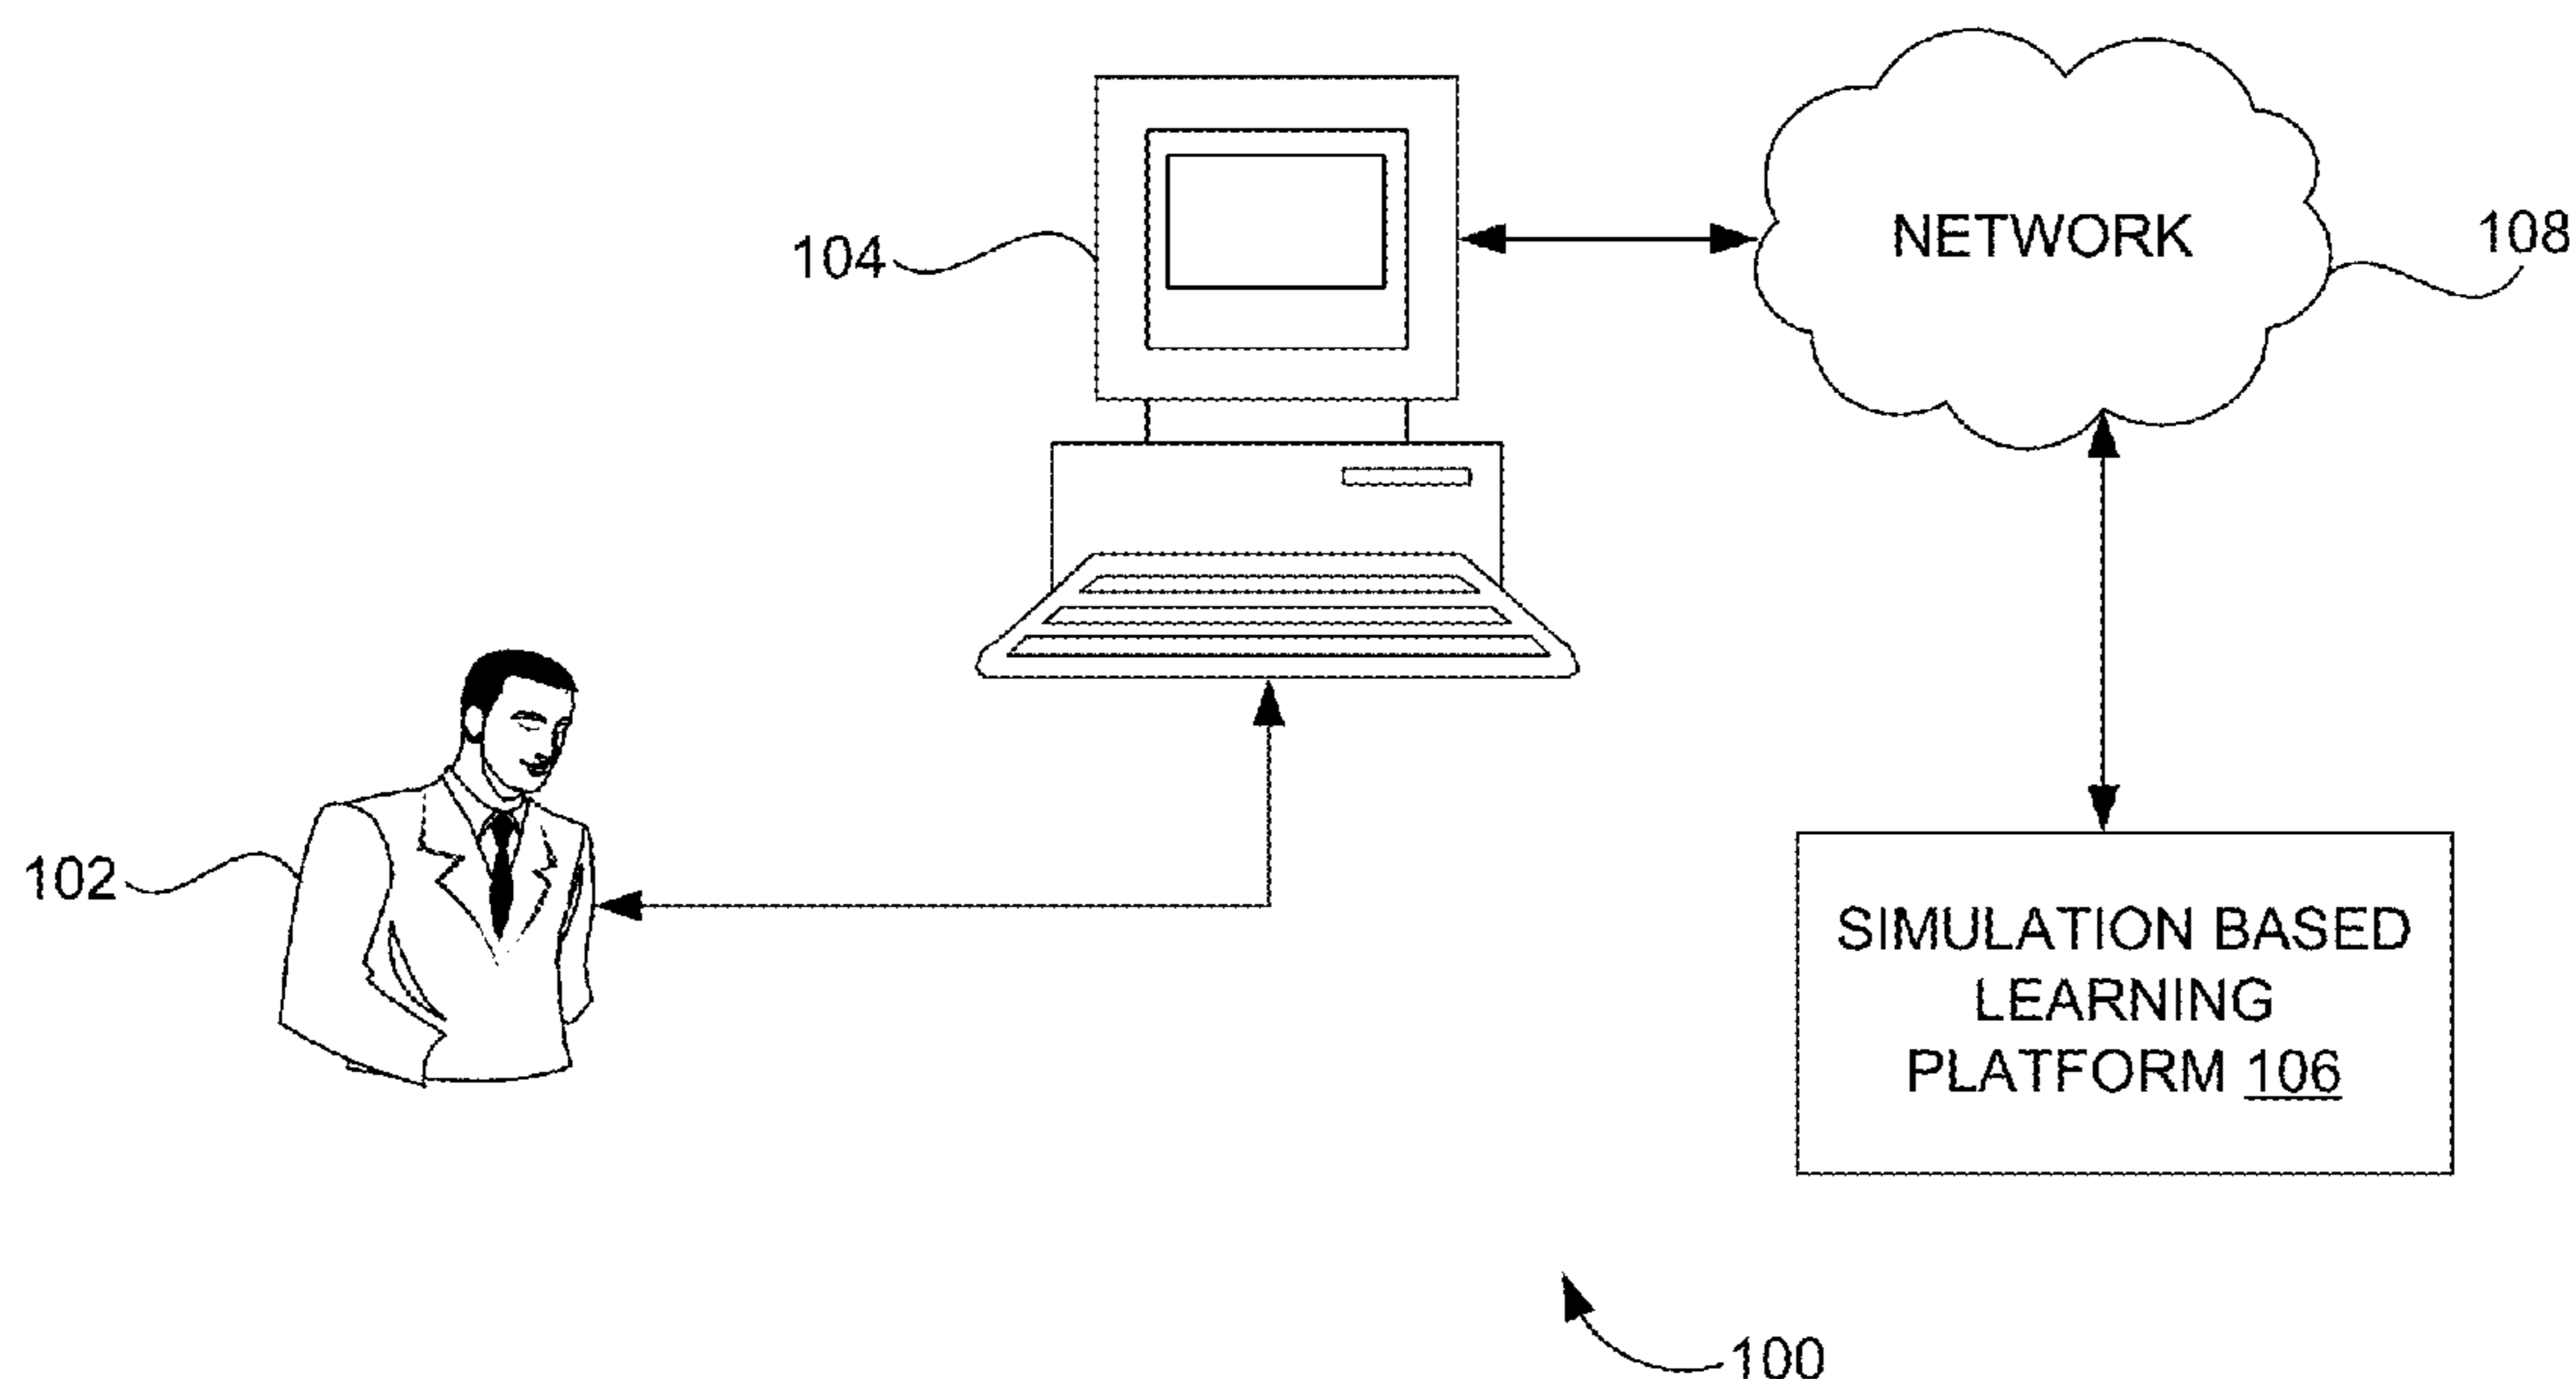 104
NETWORK
108
102
SIMULATION BASED
LEARNING
PLATFORM 106
100